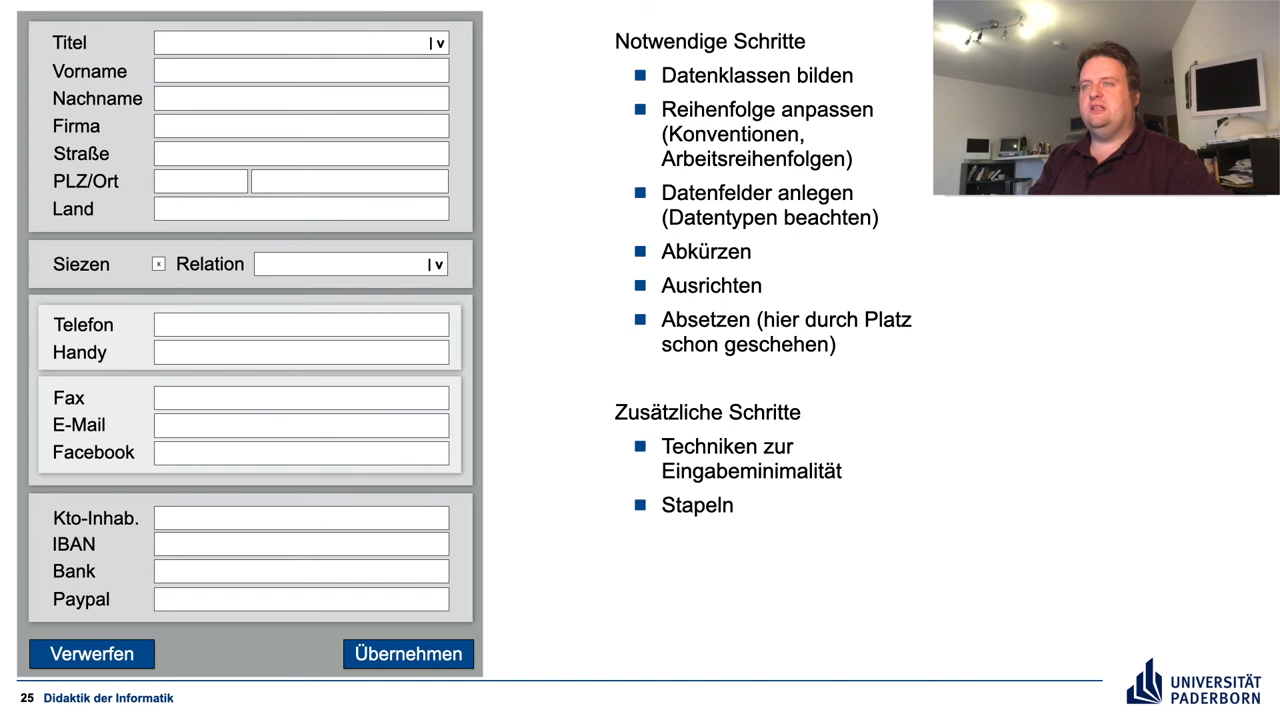 Titel
| v
Vorname
Nachname
Firma
Straße
PLZ/Ort
Land
Siezen
x
Relation
| v
Telefon
Handy
Fax
E-Mail
Facebook
Kto-Inhab.
IBAN
Bank
Paypal
Verwerfen
Übernehmen
Notwendige Schritte
Datenklassen bilden
Reihenfolge anpassen
(Konventionen,
Arbeitsreihenfolgen)
Datenfelder anlegen
(Datentypen beachten)
Abkürzen
Ausrichten
Absetzen (hier durch Platz
schon geschehen)
Zusätzliche Schritte
Techniken zur
Eingabeminimalität
Stapeln
25 Didaktik der Informatik
UNIVERSITÄT
PADERBORN